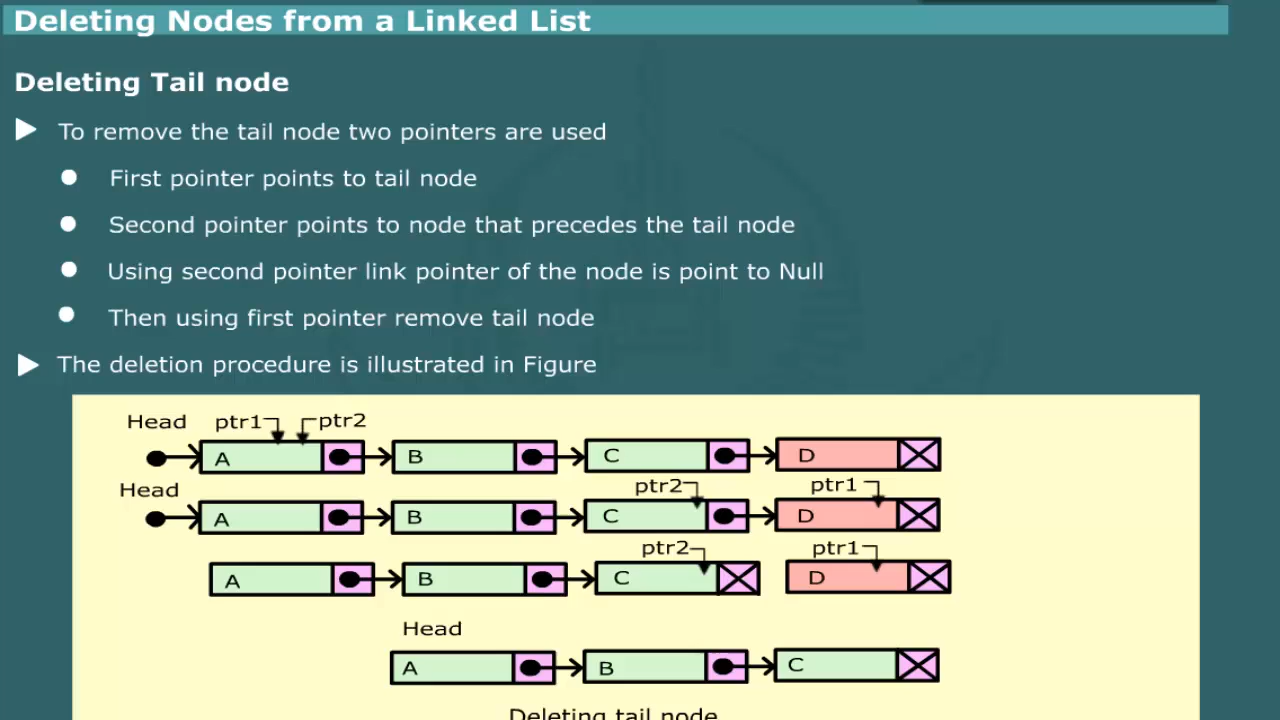 Deleting Nodes from a Linked List
Deleting Tail node
To remove the tail node two pointers are used
First pointer points to tail node
Second pointer points to node that precedes the tail node
Using second pointer link pointer of the node is point to Null
Then using first pointer remove tail node
The deletion procedure is illustrated in Figure
Head ptr1 ptr2
A B C D
Head ptr2 ptr1
A B C D
ptr2 ptr1
A B C D
Head
A B C
Deleting tail node